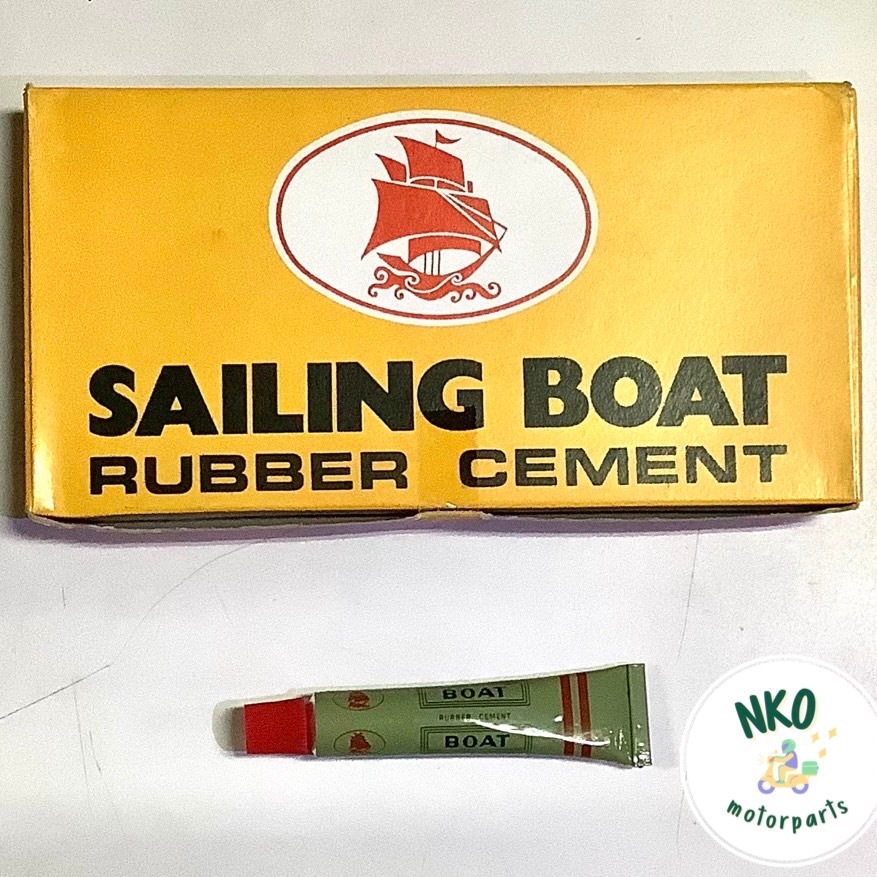 SAILING BOAT
RUBBER CEMENT
BOAT
RUBBER CEMENT
BOAT
NKO
motorparts